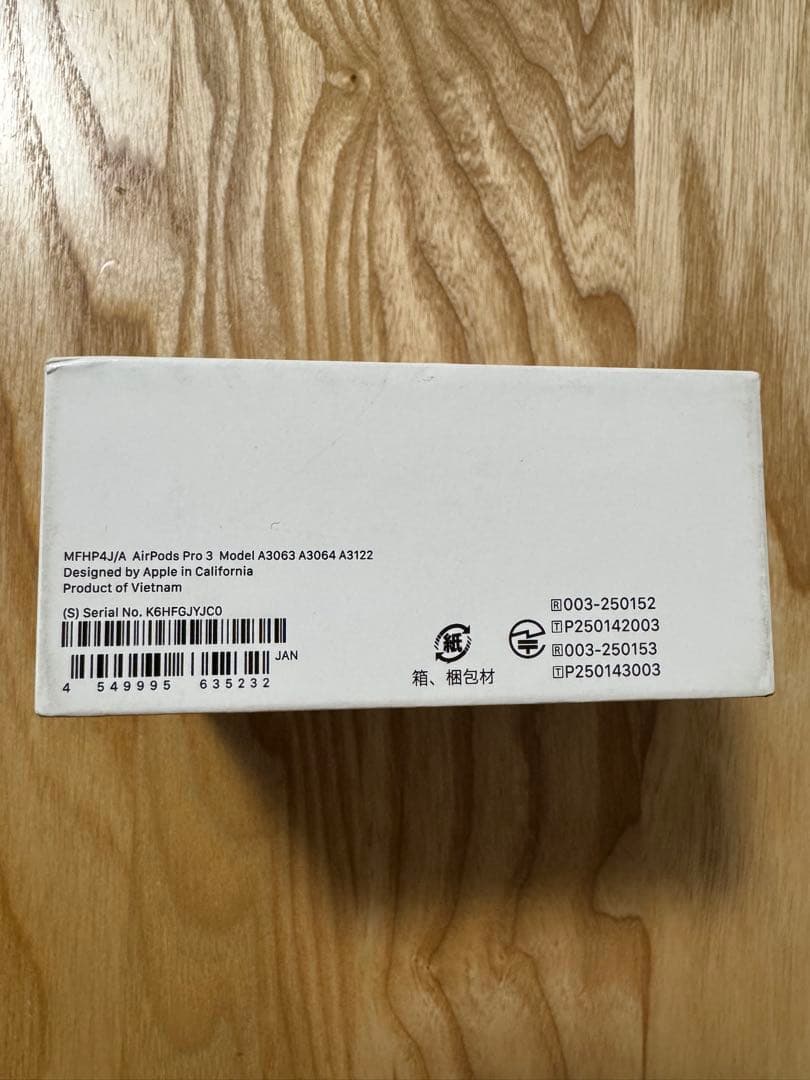 MFHP4J/A AirPods Pro 3 Model A3063 A3064 A3122
Designed by Apple in California
Product of Vietnam
(S) Serial No. K6HFGJYJC0
JAN
4 549995 635232
紙
箱、梱包材
🅁003-250152
🅃P250142003
🅁003-250153
🅃P250143003